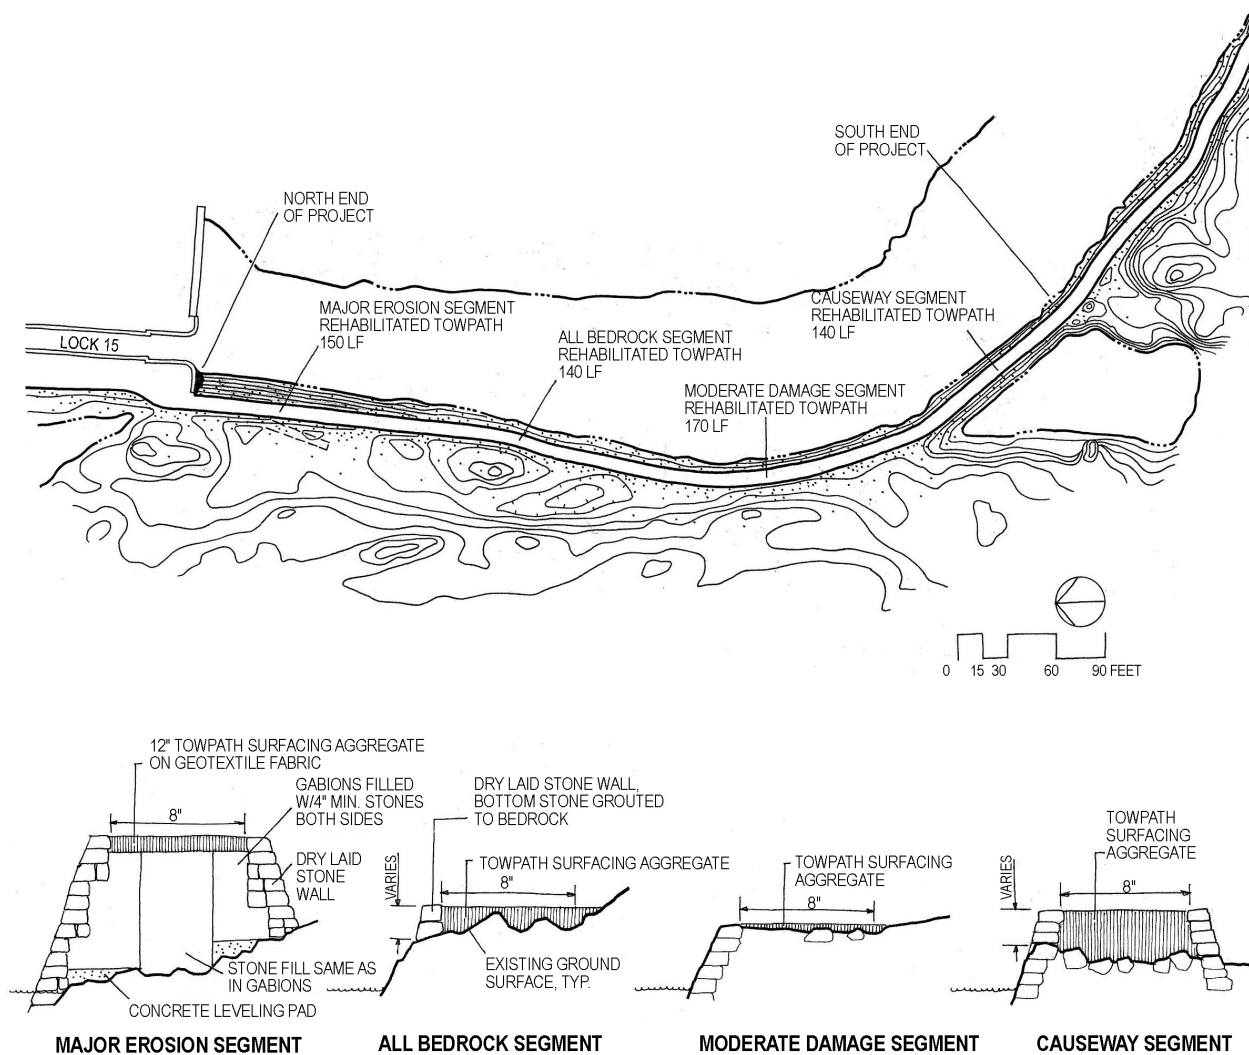 SOUTH END
OF PROJECT
NORTH END
OF PROJECT
MAJOR EROSION SEGMENT
REHABILITATED TOWPATH
150 LF
CAUSEWAY SEGMENT
REHABILITATED TOWPATH
140 LF
ALL BEDROCK SEGMENT
REHABILITATED TOWPATH
140 LF
LOCK 15
MODERATE DAMAGE SEGMENT
REHABILITATED TOWPATH
170 LF
0 15 30 60 90 FEET
12" TOWPATH SURFACING AGGREGATE
ON GEOTEXTILE FABRIC
GABIONS FILLED
W/4" MIN. STONES
BOTH SIDES
8"
DRY LAID
STONE
WALL
STONE FILL SAME AS
IN GABIONS
CONCRETE LEVELING PAD
MAJOR EROSION SEGMENT
DRY LAID STONE WALL,
BOTTOM STONE GROUTED
TO BEDROCK
VARIES
TOWPATH SURFACING AGGREGATE
8"
EXISTING GROUND
SURFACE, TYP.
ALL BEDROCK SEGMENT
TOWPATH SURFACING
AGGREGATE
8"
MODERATE DAMAGE SEGMENT
TOWPATH
SURFACING
AGGREGATE
VARIES
8"
CAUSEWAY SEGMENT